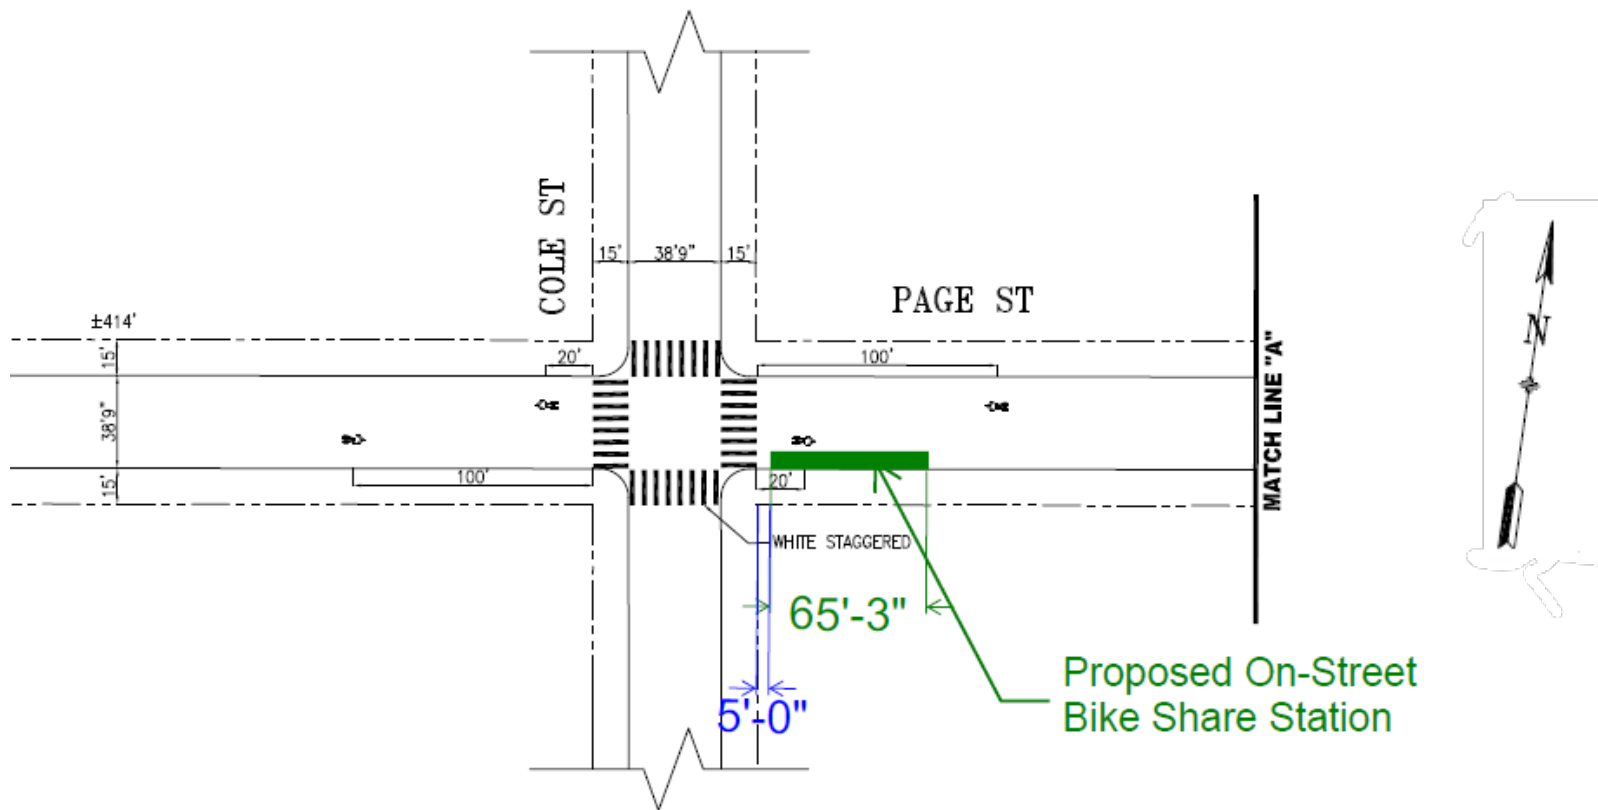 COLE ST
15'
38'9"
15'
PAGE ST
±414'
15'
20'
100'
38'9"
MATCH LINE "A"
N
15'
100'
20'
WHITE STAGGERED
65'-3"
5'-0"
Proposed On-Street
Bike Share Station